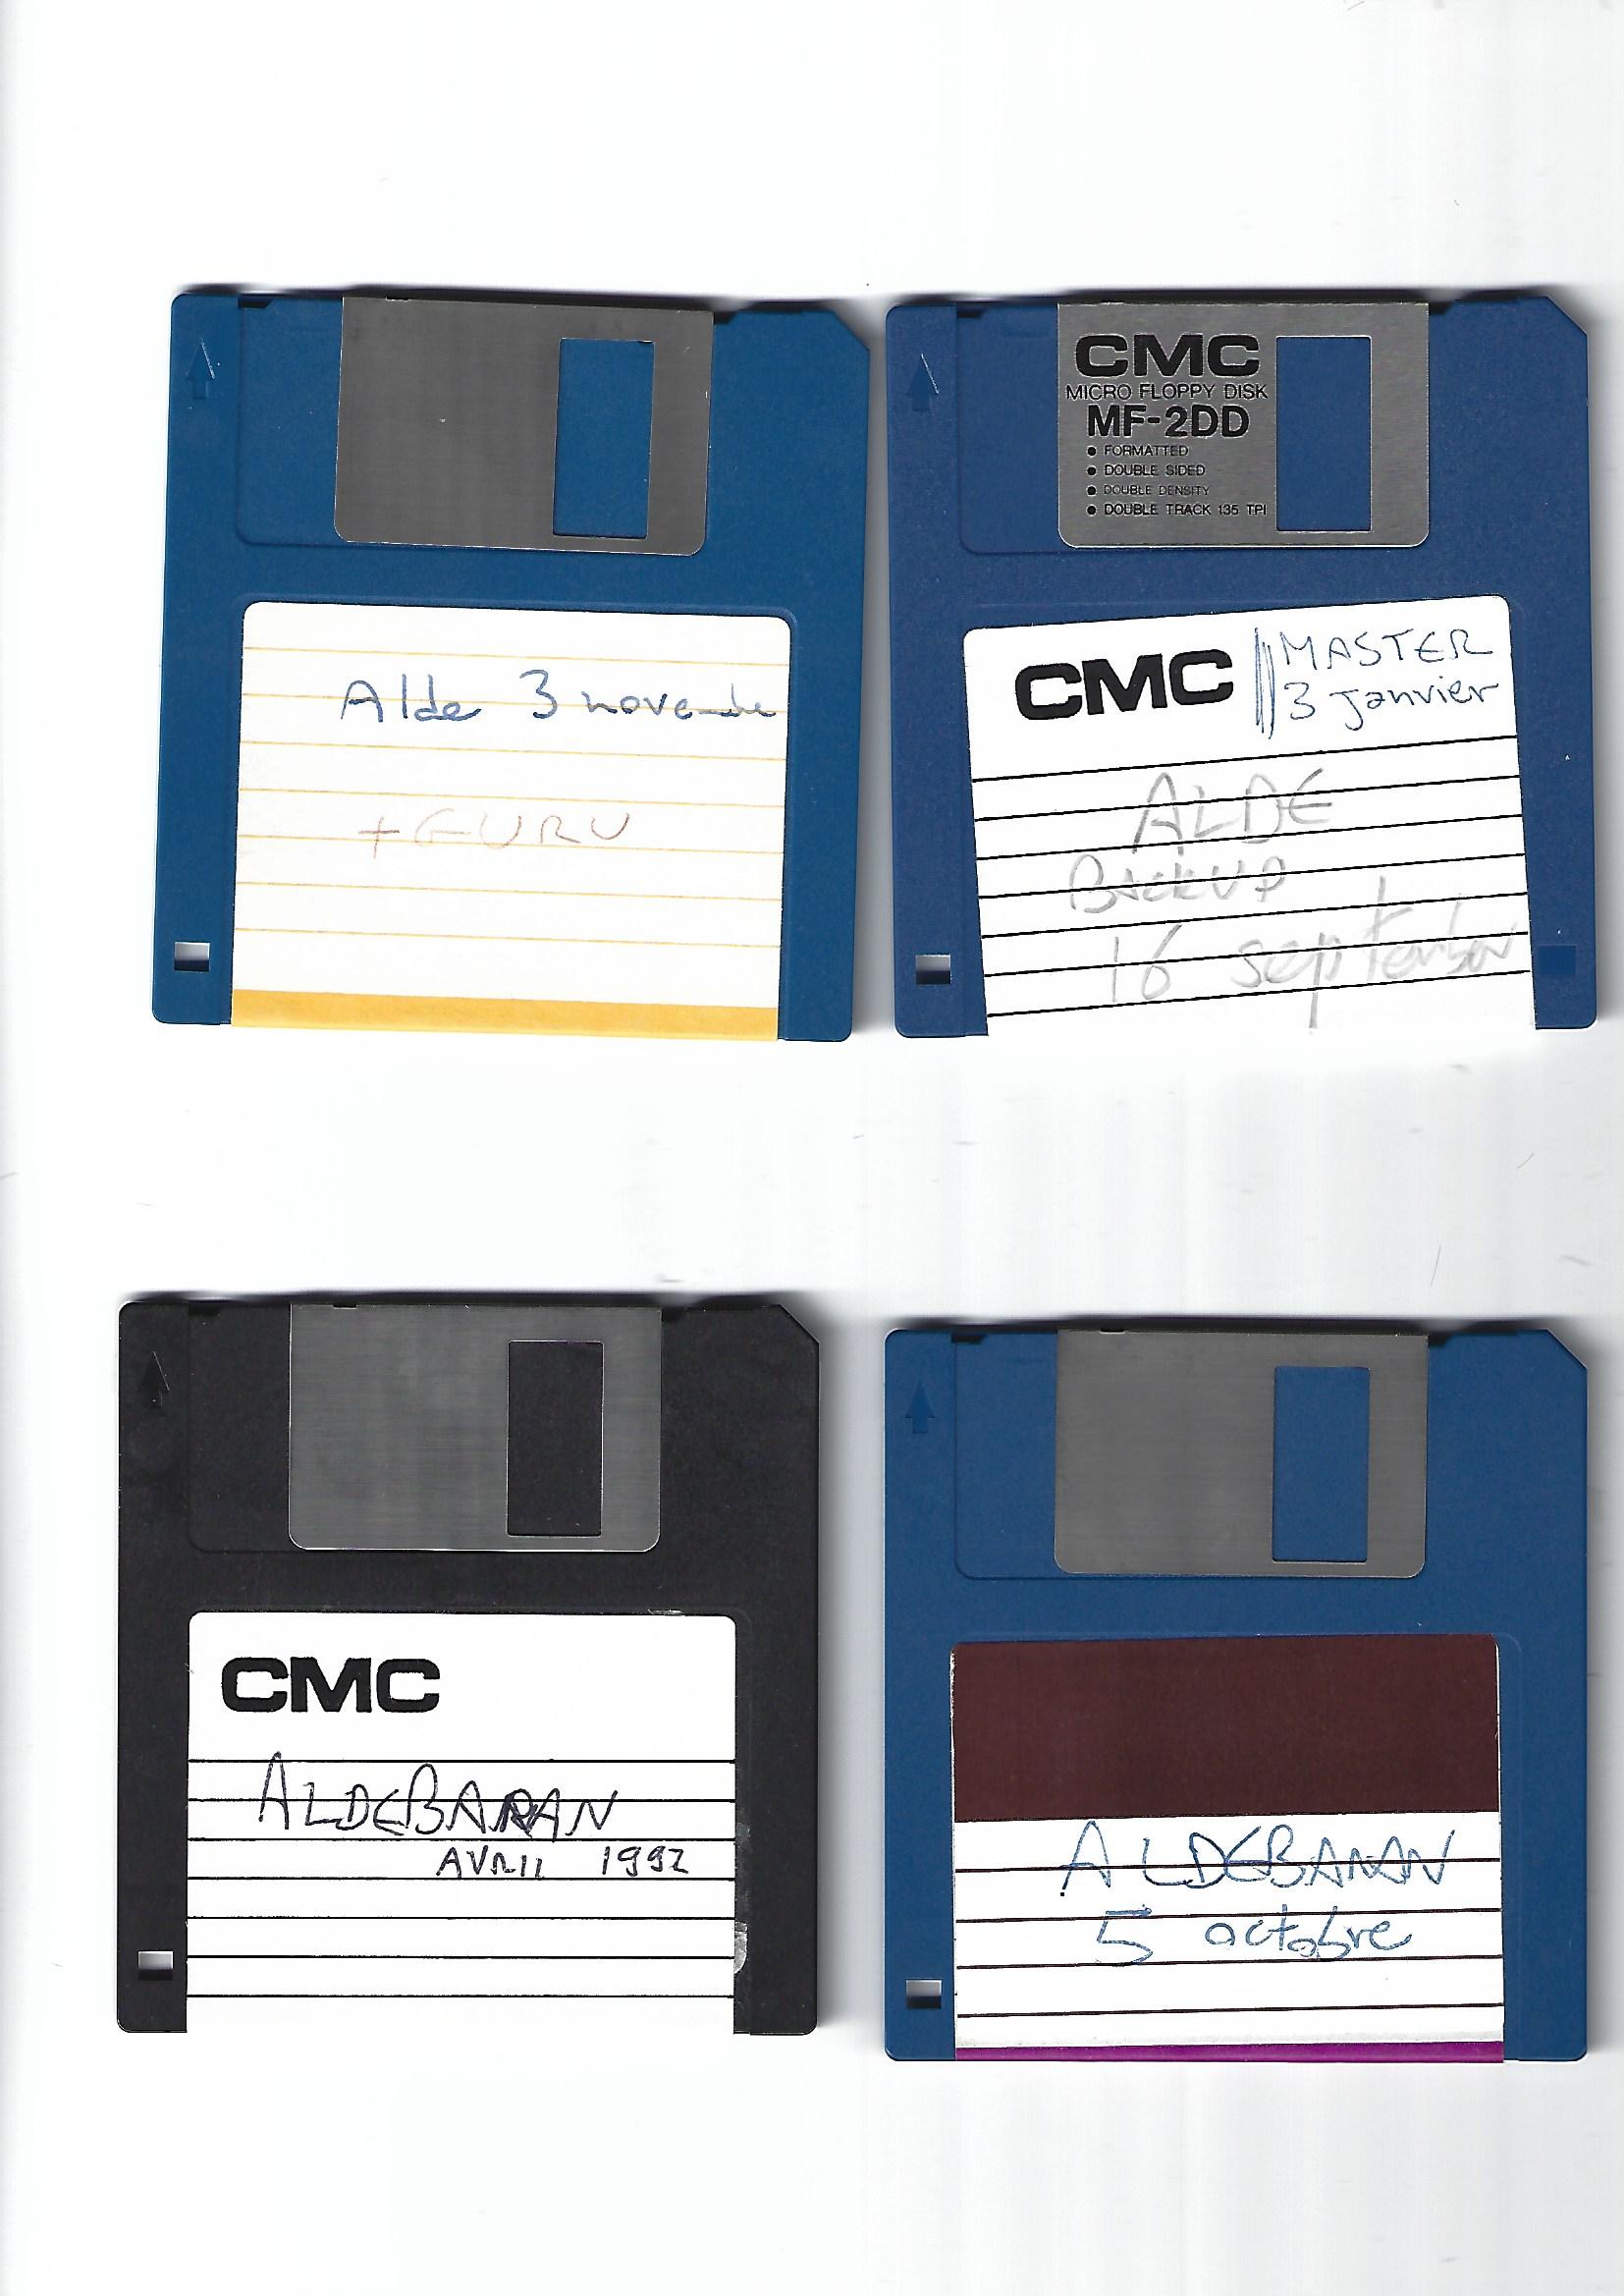 Alde 3 novembre
+ GURU
CMC
MICRO FLOPPY DISK
MF-2DD
● FORMATTED
● DOUBLE SIDED
● DOUBLE DENSITY
● DOUBLE TRACK 135 TPI
CMC
MASTER
3 Janvier
ALDE
BACKUP
16 septembre
CMC
ALDEBARAN
AVRIL 1992
ALDEBARAN
5 octobre